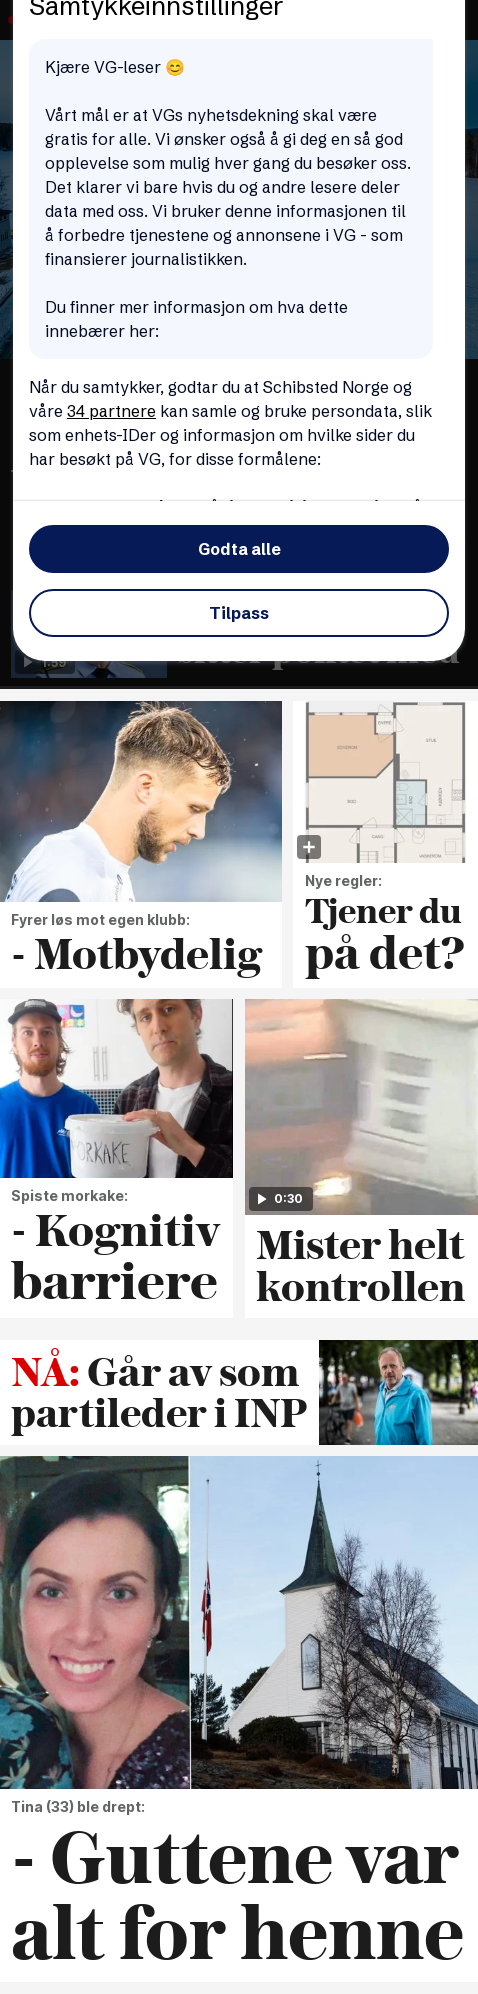 Samtykkeinnstillinger
Kjære VG-leser 😊
Vårt mål er at VGs nyhetsdekning skal være
gratis for alle. Vi ønsker også å gi deg en så god
opplevelse som mulig hver gang du besøker oss.
Det klarer vi bare hvis du og andre lesere deler
data med oss. Vi bruker denne informasjonen til
å forbedre tjenestene og annonsene i VG - som
finansierer journalistikken.
Du finner mer informasjon om hva dette
innebærer her:
Når du samtykker, godtar du at Schibsted Norge og
våre 34 partnere kan samle og bruke persondata, slik
som enhets-IDer og informasjon om hvilke sider du
har besøkt på VG, for disse formålene:
Godta alle
Tilpass
1:59
STUE
BOD
BAD
GANG
Nye regler:
Tjener du
på det?
Fyrer løs mot egen klubb:
- Motbydelig
MORKAKE
Spiste morkake:
- Kognitiv
barriere
0:30
Mister helt
kontrollen
NÅ: Går av som
partileder i INP
Tina (33) ble drept:
- Guttene var
alt for henne